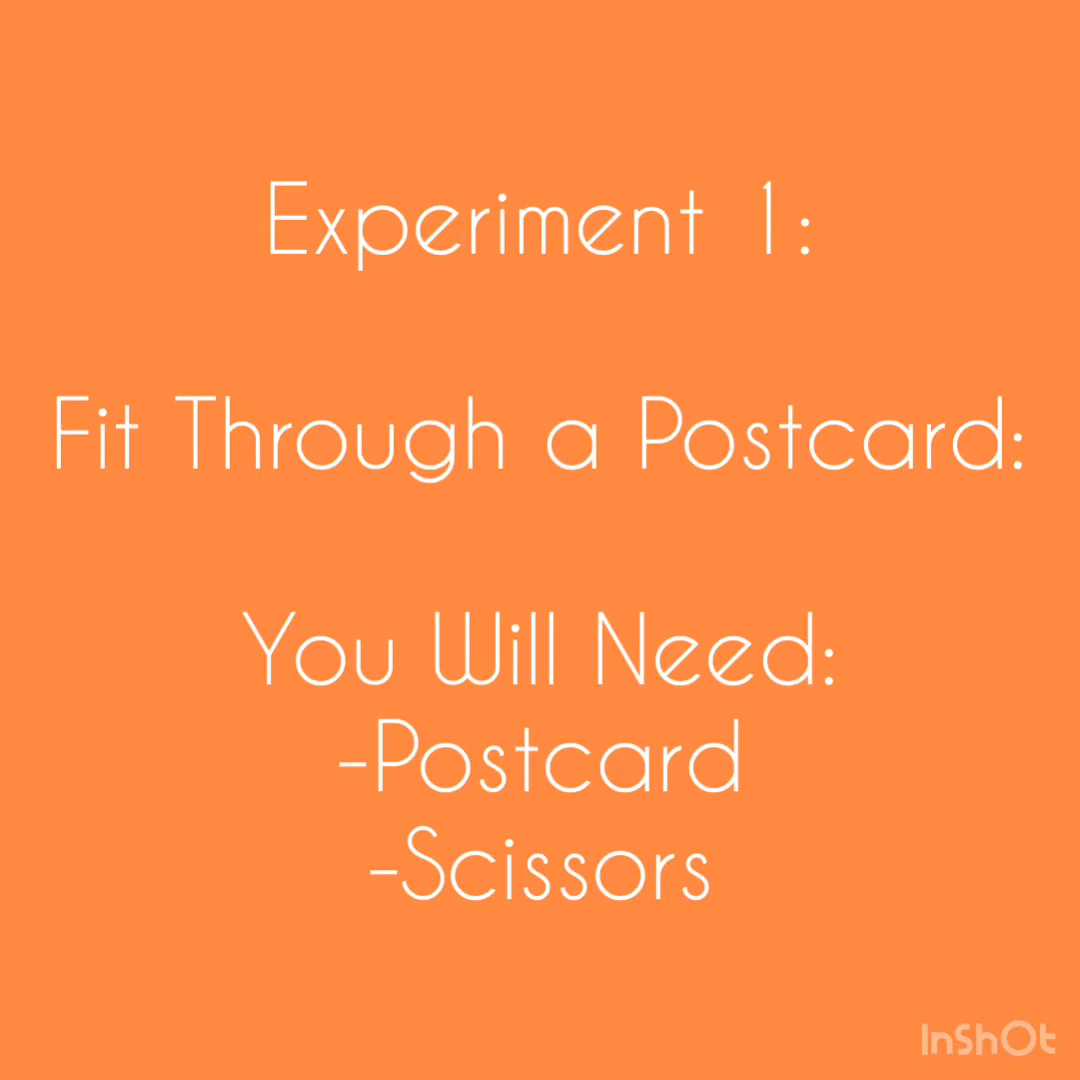 Experiment 1:
Fit Through a Postcard:
You Will Need:
-Postcard
-Scissors
InShOt